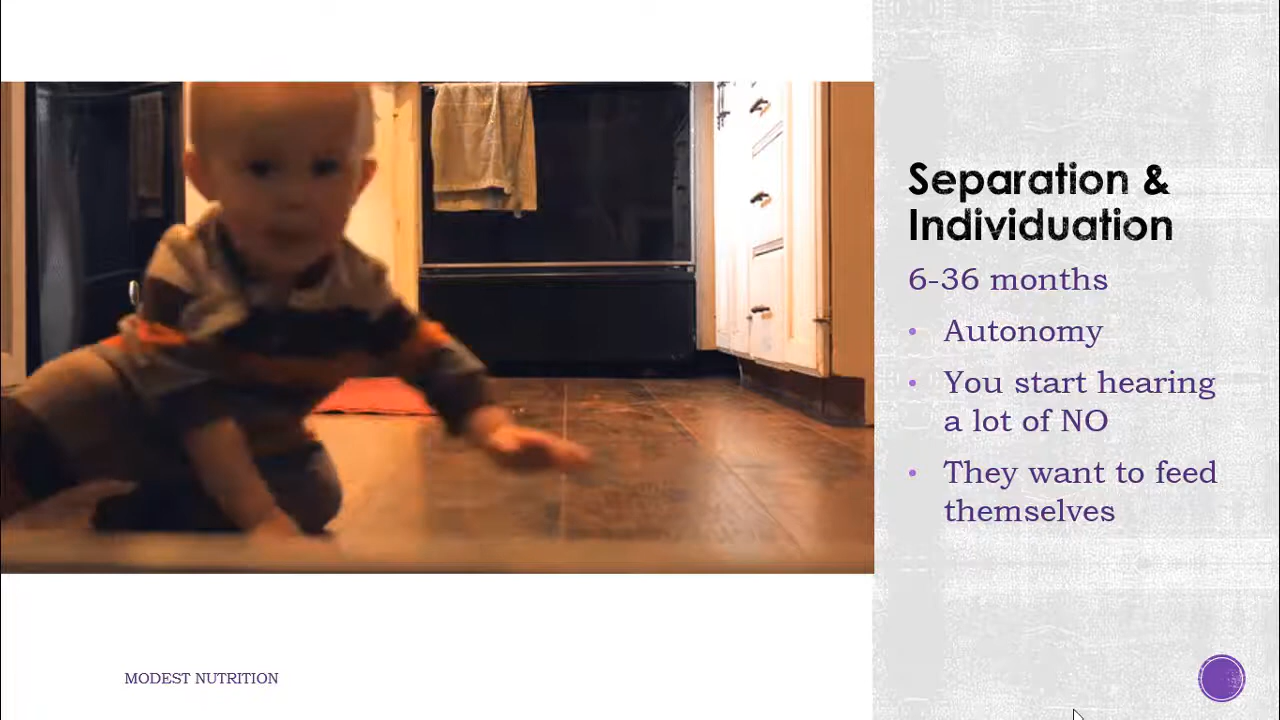 Separation &
Individuation
6-36 months
• Autonomy
• You start hearing
a lot of NO
• They want to feed
themselves
MODEST NUTRITION